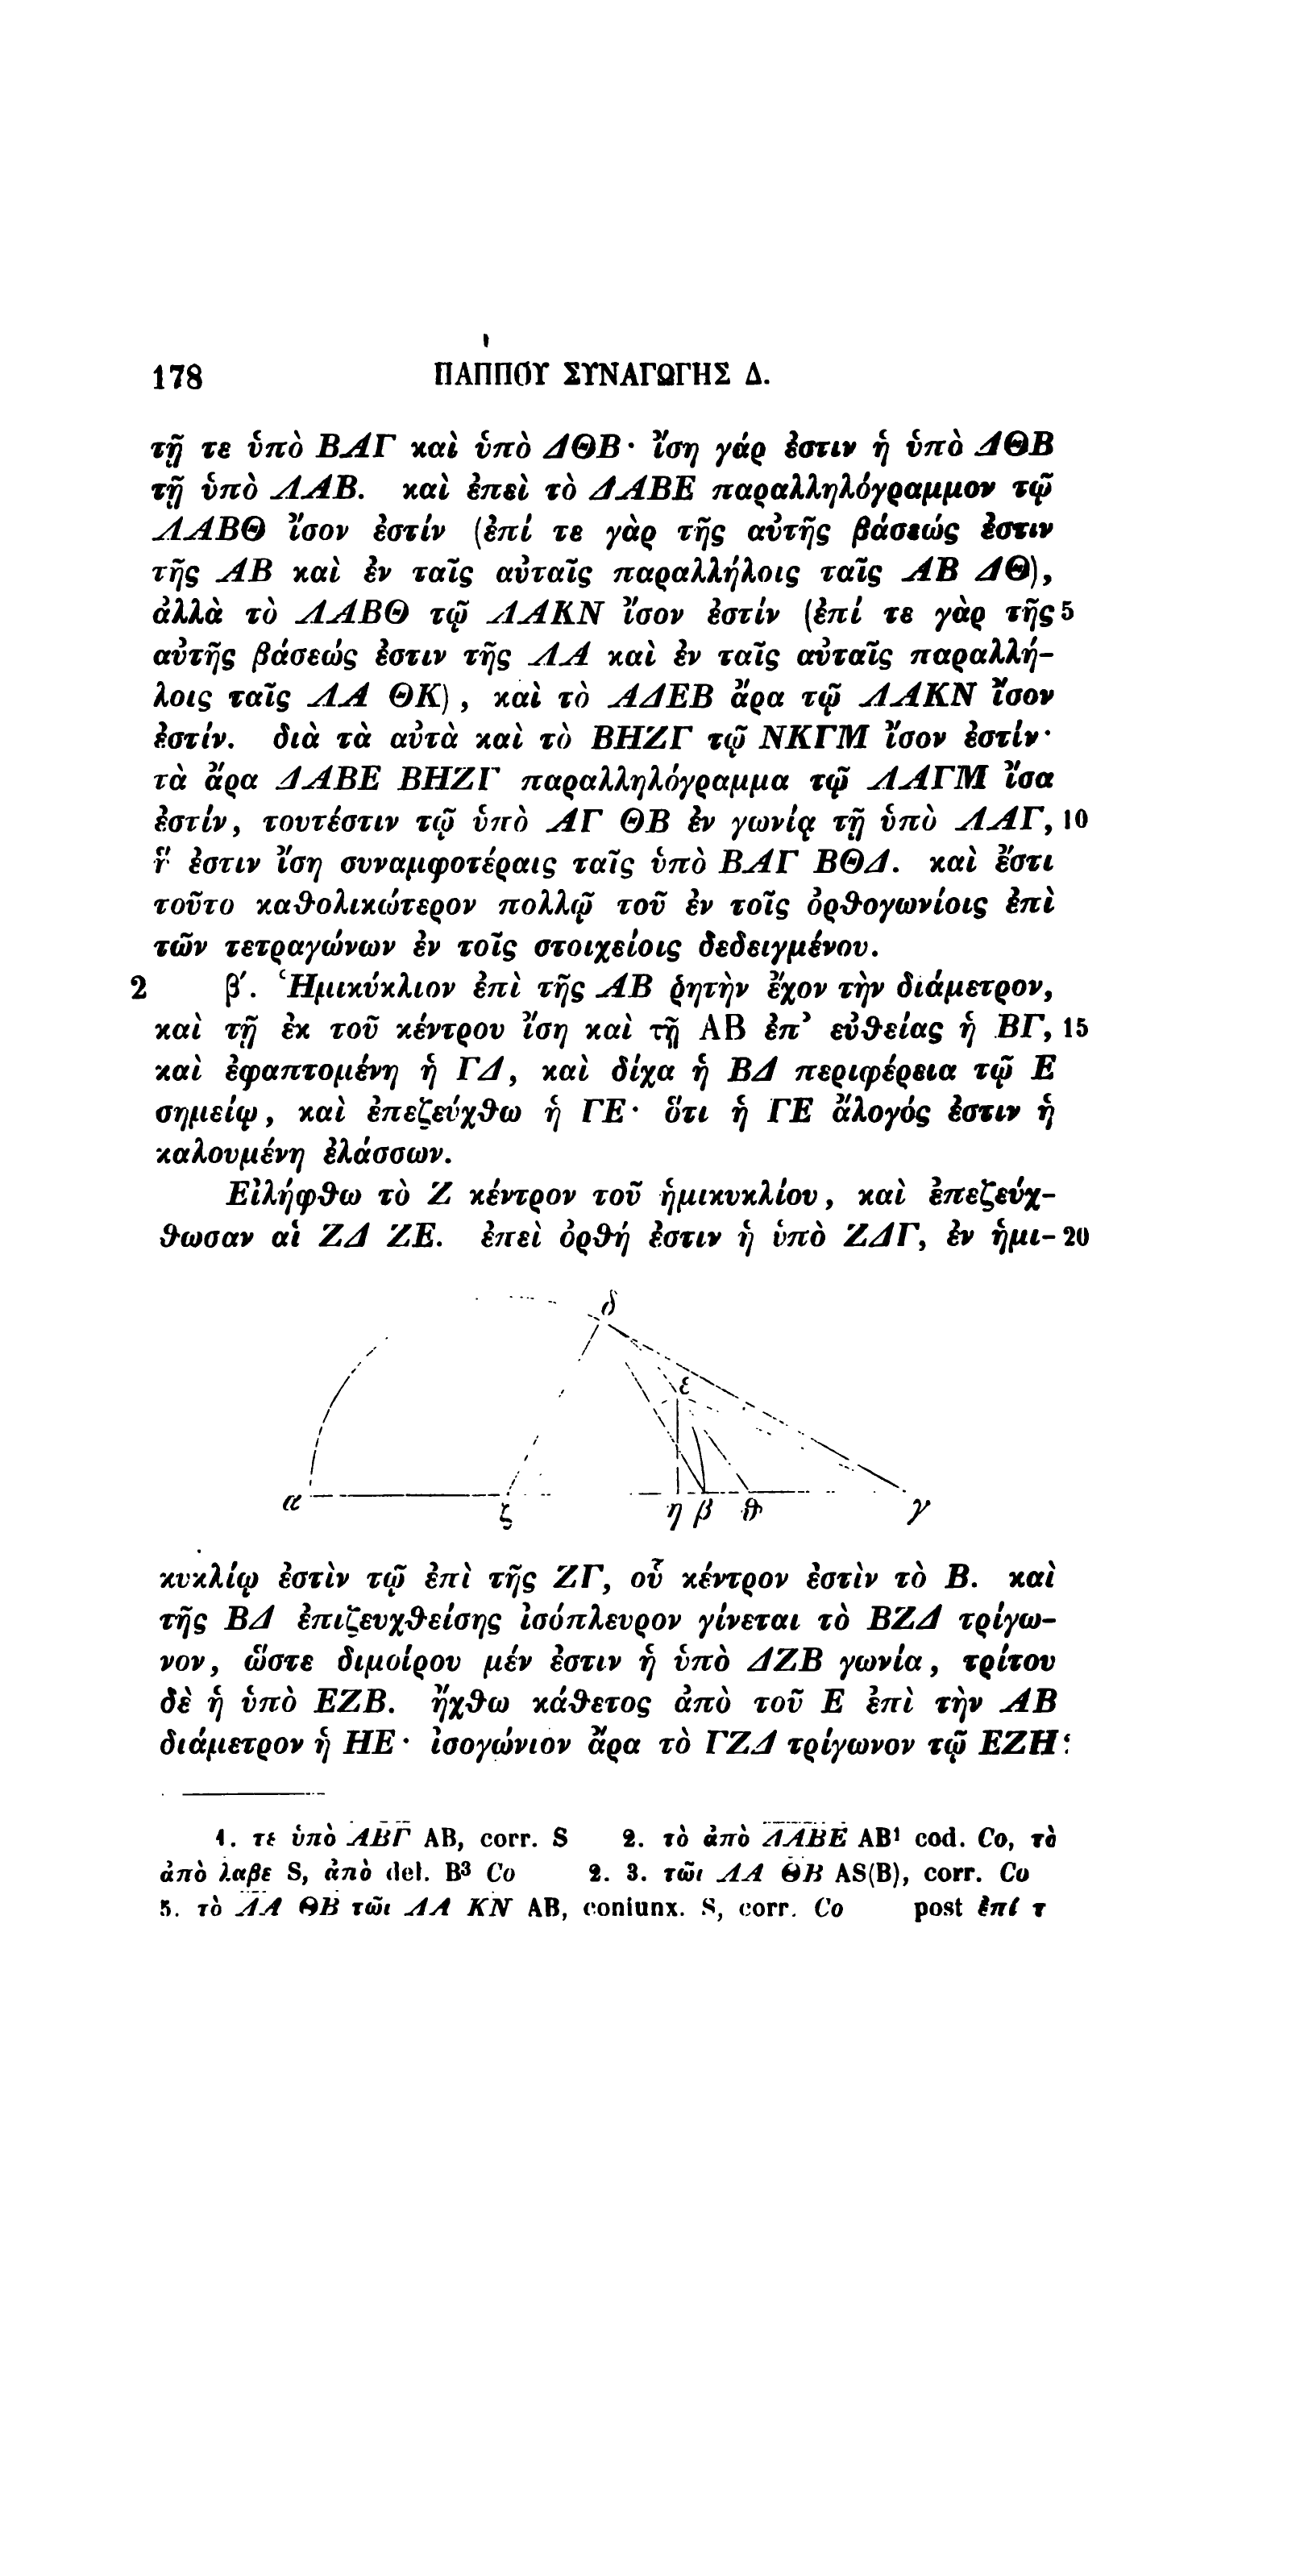 178 ΠΑΠΠΟΥ ΣΥΝΑΓΩΓΗΣ Δ.
τῇ τε ὑπὸ ΒΑΓ καὶ ὑπὸ ΔΘΒ· ἴση γάρ ἐστιν ἡ ὑπὸ ΔΘΒ
τῇ ὑπὸ ΛΑΒ. καὶ ἐπεὶ τὸ ΔΑΒΕ παραλληλόγραμμον τῷ
ΛΑΒΘ ἴσον ἐστίν (ἐπί τε γὰρ τῆς αὐτῆς βάσεώς ἐστιν
τῆς ΑΒ καὶ ἐν ταῖς αὐταῖς παραλλήλοις ταῖς ΑΒ ΔΘ),
ἀλλὰ τὸ ΛΑΒΘ τῷ ΛΑΚΝ ἴσον ἐστίν (ἐπί τε γὰρ τῆς 5
αὐτῆς βάσεώς ἐστιν τῆς ΛΑ καὶ ἐν ταῖς αὐταῖς παραλλή-
λοις ταῖς ΛΑ ΘΚ), καὶ τὸ ΑΔΕΒ ἄρα τῷ ΛΑΚΝ ἴσον
ἐστίν. διὰ τὰ αὐτὰ καὶ τὸ ΒΗΖΓ τῷ ΝΚΓΜ ἴσον ἐστίν·
τὰ ἄρα ΔΑΒΕ ΒΗΖΓ παραλληλόγραμμα τῷ ΛΑΓΜ ἴσα
ἐστίν, τουτέστιν τῷ ὑπὸ ΑΓ ΘΒ ἐν γωνίᾳ τῇ ὑπὸ ΛΑΓ, 10
ἥ ἐστιν ἴση συναμφοτέραις ταῖς ὑπὸ ΒΑΓ ΒΘΔ. καὶ ἔστι
τοῦτο καθολικώτερον πολλῷ τοῦ ἐν τοῖς ὀρθογωνίοις ἐπὶ
τῶν τετραγώνων ἐν τοῖς στοιχείοις δεδειγμένου.
2 β΄. Ἡμικύκλιον ἐπὶ τῆς ΑΒ ῥητὴν ἔχον τὴν διάμετρον,
καὶ τῇ ἐκ τοῦ κέντρου ἴση καὶ τῇ ΑΒ ἐπ' εὐθείας ἡ ΒΓ, 15
καὶ ἐφαπτομένη ἡ ΓΔ, καὶ δίχα ἡ ΒΔ περιφέρεια τῷ Ε
σημείῳ, καὶ ἐπεζεύχθω ἡ ΓΕ· ὅτι ἡ ΓΕ ἄλογός ἐστιν ἡ
καλουμένη ἐλάσσων.
Εἰλήφθω τὸ Ζ κέντρον τοῦ ἡμικυκλίου, καὶ ἐπεζεύχ-
θωσαν αἱ ΖΔ ΖΕ. ἐπεὶ ὀρθή ἐστιν ἡ ὑπὸ ΖΔΓ, ἐν ἡμι- 20
δ
ε
α ζ η β θ γ
κυκλίῳ ἐστὶν τῷ ἐπὶ τῆς ΖΓ, οὗ κέντρον ἐστὶν τὸ Β. καὶ
τῆς ΒΔ ἐπιζευχθείσης ἰσόπλευρον γίνεται τὸ ΒΖΔ τρίγω-
νον, ὥστε διμοίρου μέν ἐστιν ἡ ὑπὸ ΔΖΒ γωνία, τρίτου
δὲ ἡ ὑπὸ ΕΖΒ. ἤχθω κάθετος ἀπὸ τοῦ Ε ἐπὶ τὴν ΑΒ
διάμετρον ἡ ΗΕ· ἰσογώνιον ἄρα τὸ ΓΖΔ τρίγωνον τῷ ΕΖΗ·
1. τε ὑπὸ ΑΒΓ AB, corr. S 2. τὸ ἀπὸ ΛΑΒΕ AB¹ cod. Co, τὸ
ἀπὸ λαβε S, ἀπὸ del. B³ Co 2. 3. τῶι ΛΑ ΘΒ AS(B), corr. Co
5. τὸ ΛΑ ΘΒ τῶι ΛΑ ΚΝ AB, coniunx. S, corr. Co post ἐπί τ